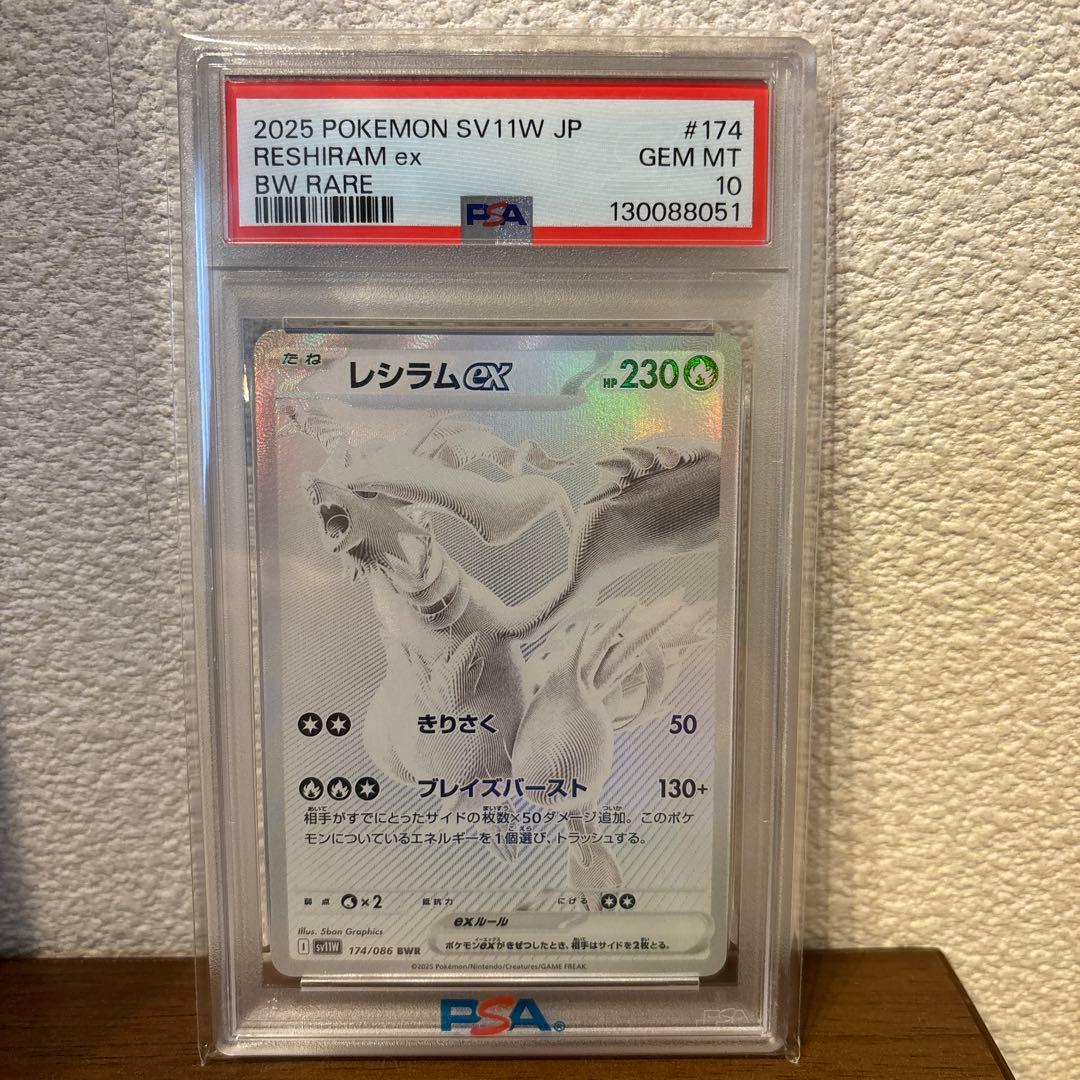 2025 POKEMON SV11W JP #174
RESHIRAM ex GEM MT
BW RARE 10
PSA 130088051
たね レシラムex HP 230
きりさく 50
ブレイズバースト 130+
相手がすでにとったサイドの枚数×50ダメージ追加。このポケ
モンについているエネルギーを1個選び、トラッシュする。
弱点 ×2 抵抗力 にげる
exルール
ポケモンexがきぜつしたとき、相手はサイドを2枚とる。
Illus. 5ban Graphics
I sv11W 174/086 BWR
©2025 Pokémon/Nintendo/Creatures/GAME FREAK
PSA®
PSA